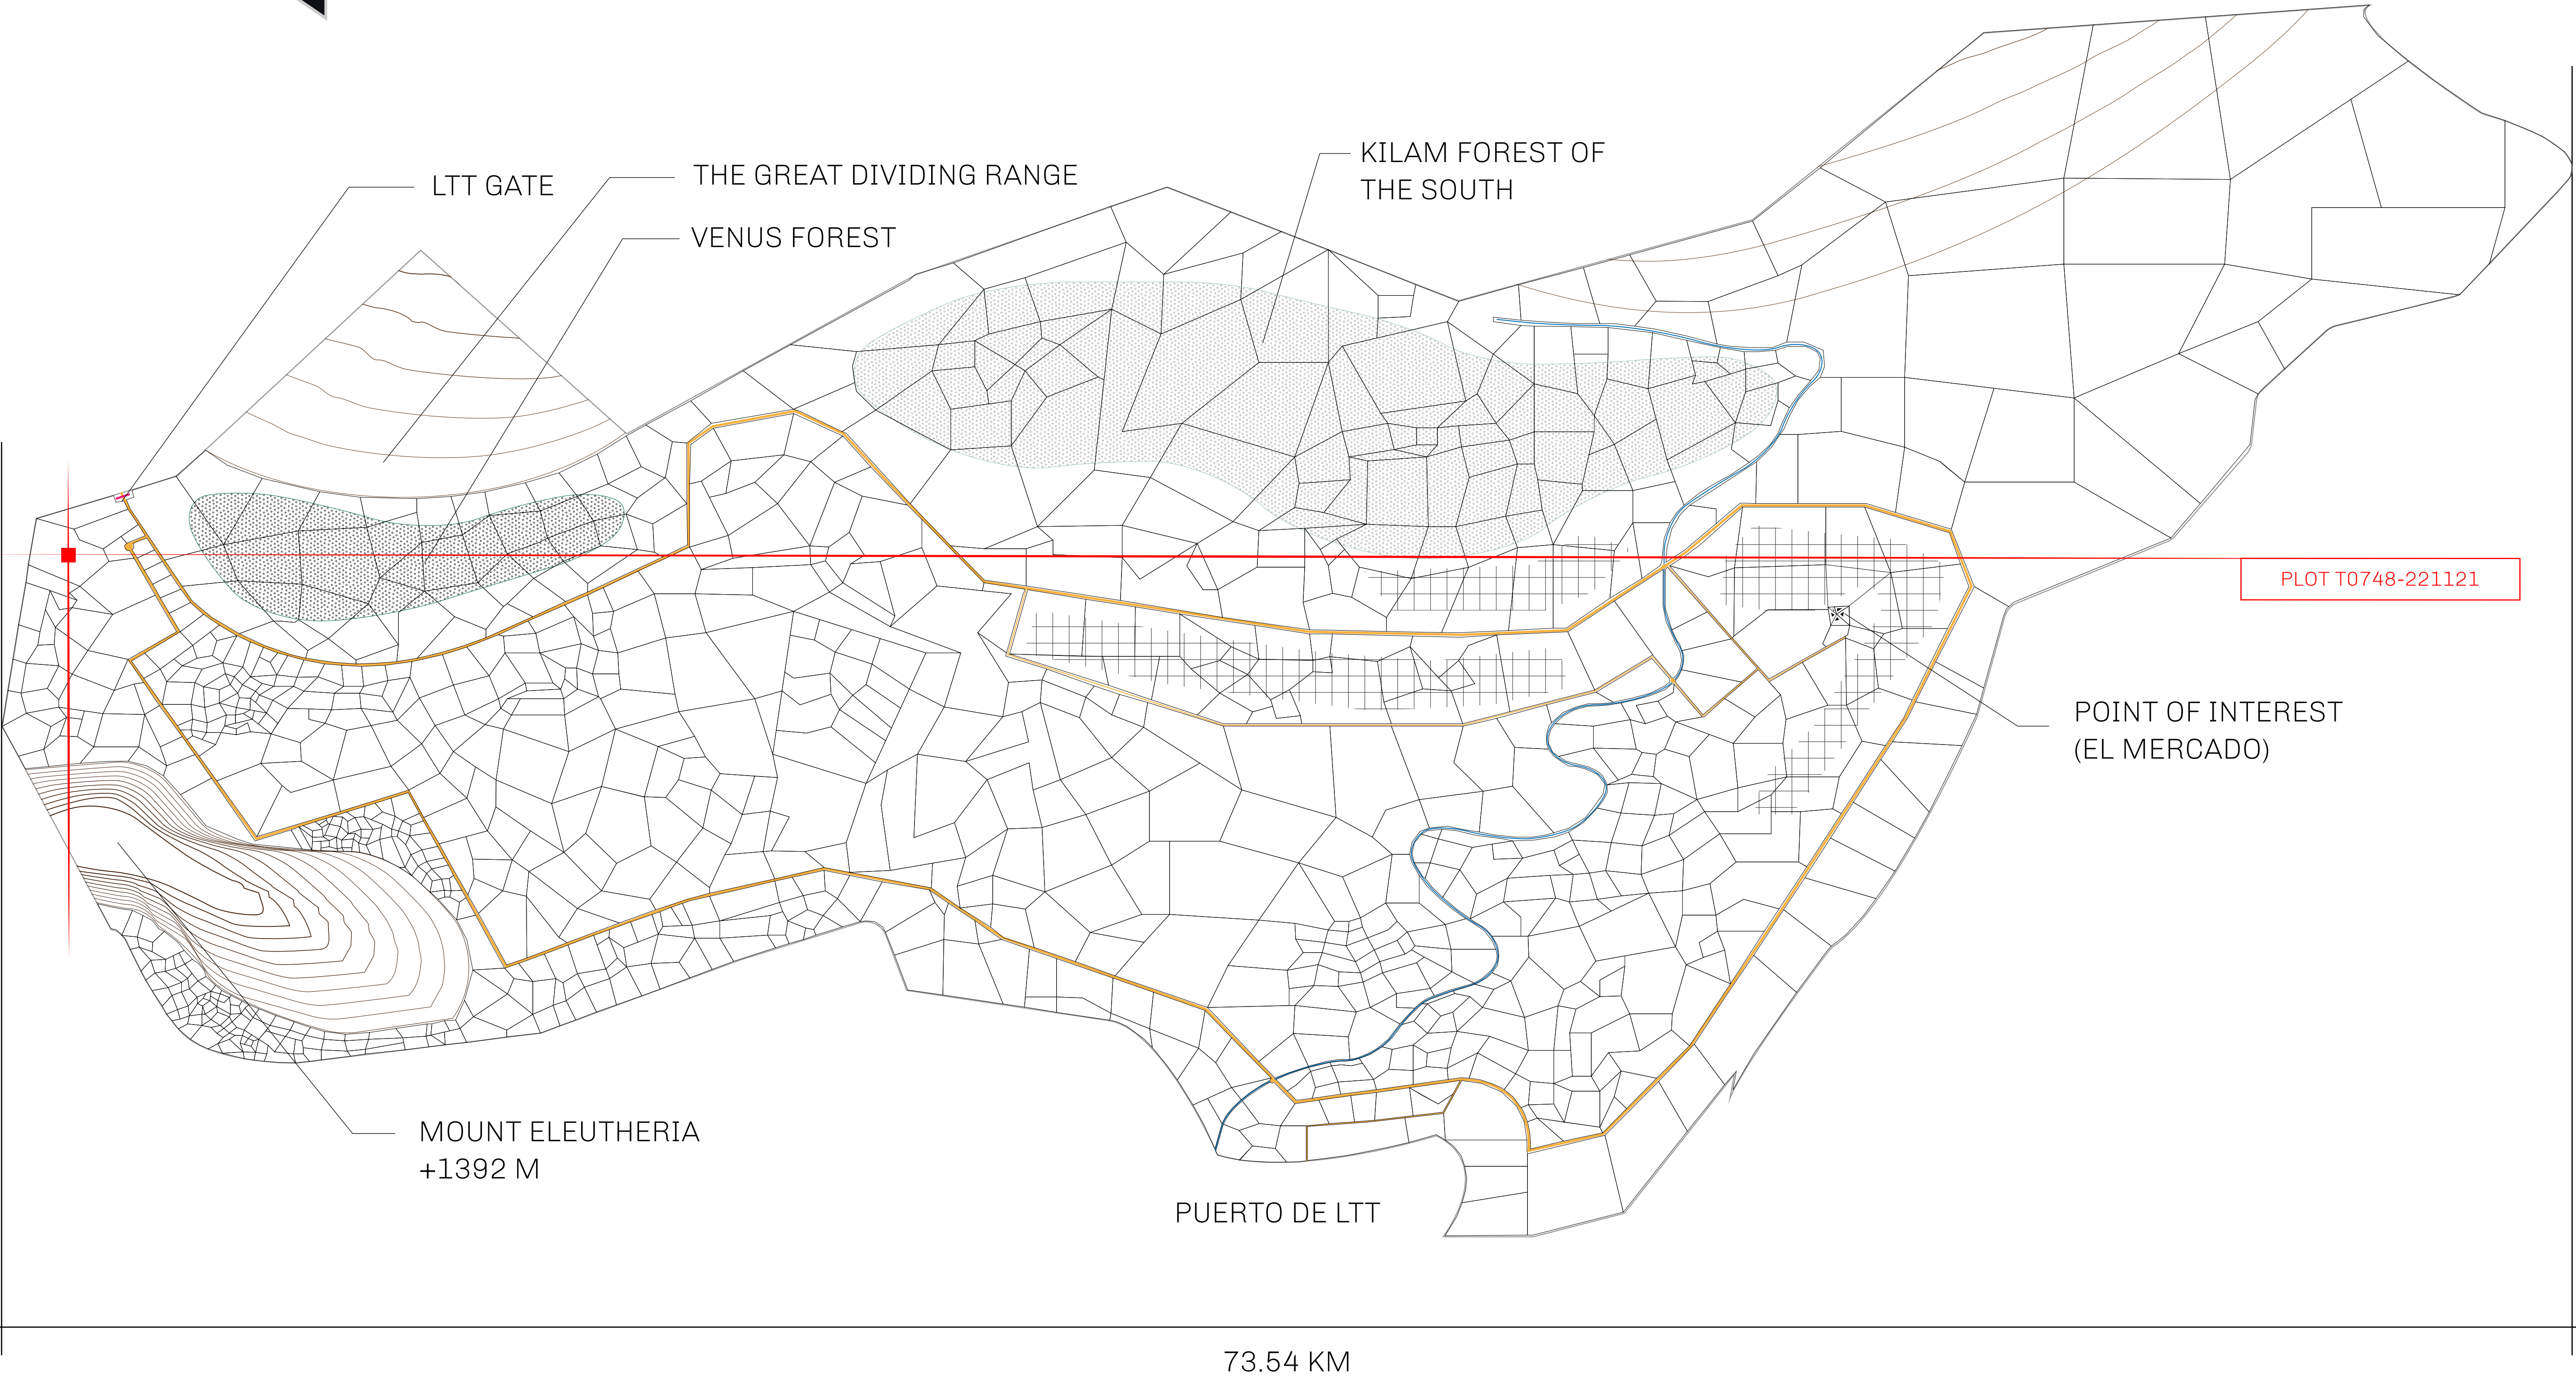 KILAM FOREST OF
THE SOUTH
LTT GATE
THE GREAT DIVIDING RANGE
VENUS FOREST
PLOT T0748-221121
POINT OF INTEREST
(EL MERCADO)
MOUNT ELEUTHERIA
+1392 M
PUERTO DE LTT
73.54 KM